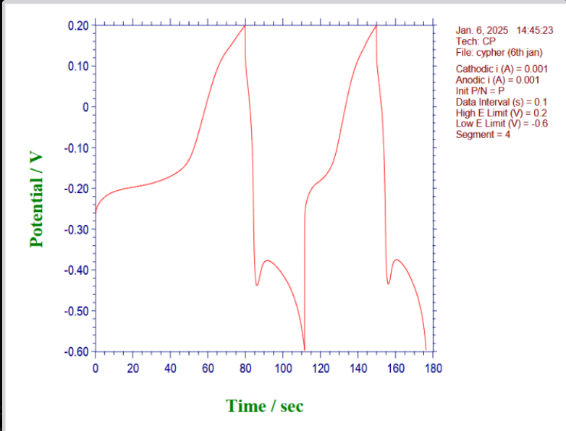 Jan. 6, 2025 14:45:23
Tech: CP
File: cypher (6th jan)
Cathodic i (A) = 0.001
Anodic i (A) = 0.001
Init P/N = P
Data Interval (s) = 0.1
High E Limit (V) = 0.2
Low E Limit (V) = -0.6
Segment = 4
Potential / V
0.20
0.10
0
-0.10
-0.20
-0.30
-0.40
-0.50
-0.60
0 20 40 60 80 100 120 140 160 180
Time / sec